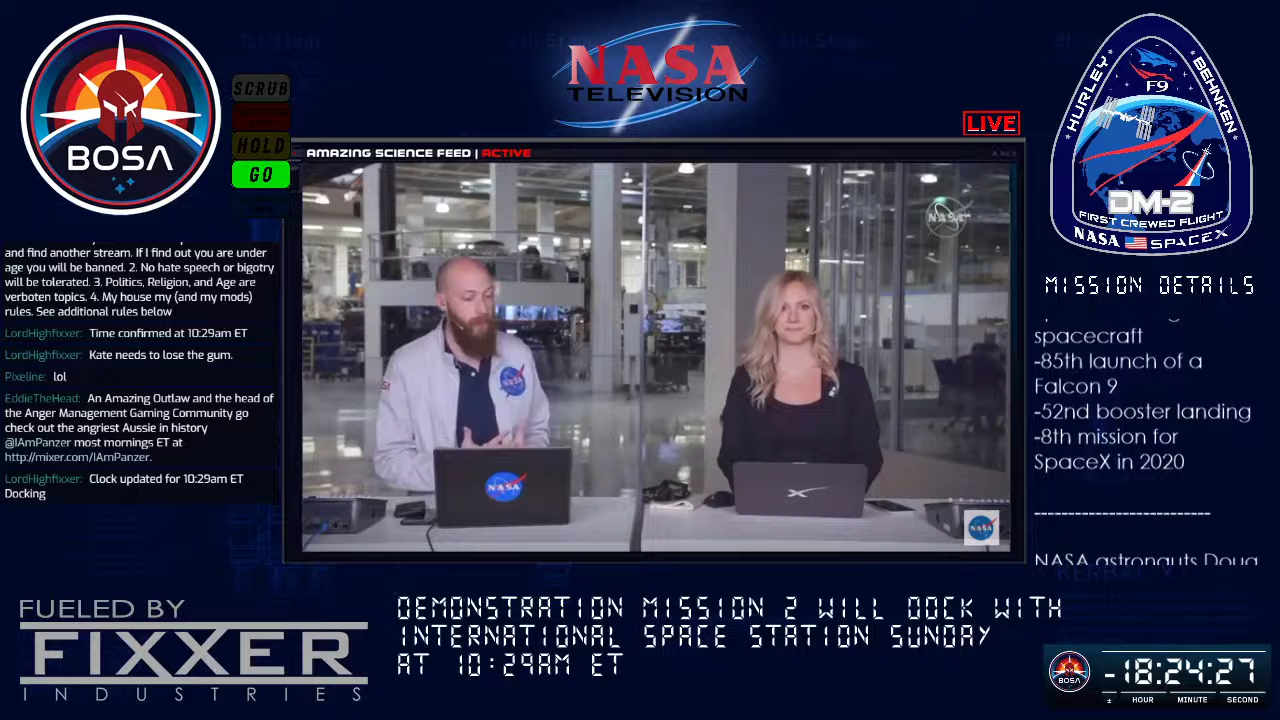 BOSA
SCRUB
HOLD
GO
NASA
TELEVISION
LIVE
AMAZING SCIENCE FEED | ACTIVE
NASA
HURLEY
BEHNKEN
F9
DM-2
FIRST CREWED FLIGHT
NASA SPACEX
and find another stream. If I find out you are under
age you will be banned. 2. No hate speech or bigotry
will be tolerated. 3. Politics, Religion, and Age are
verboten topics. 4. My house my (and my mods)
rules. See additional rules below
LordHighfixxer: Time confirmed at 10:29am ET
LordHighfixxer: Kate needs to lose the gum.
Pixeline: lol
EddieTheHead: An Amazing Outlaw and the head of
the Anger Management Gaming Community go
check out the angriest Aussie in history
@IAmPanzer most mornings ET at
http://mixer.com/IAmPanzer.
LordHighfixxer: Clock updated for 10:29am ET
Docking
NASA
NASA
X
NASA
MISSION DETAILS
spacecraft
-85th launch of a
Falcon 9
-52nd booster landing
-8th mission for
SpaceX in 2020
-------------------------
NASA astronauts Doug
FUELED BY
FIXXER
INDUSTRIES
DEMONSTRATION MISSION 2 WILL DOCK WITH
INTERNATIONAL SPACE STATION SUNDAY
AT 10:29AM ET
BOSA
-18:24:27
± HOUR MINUTE SECOND